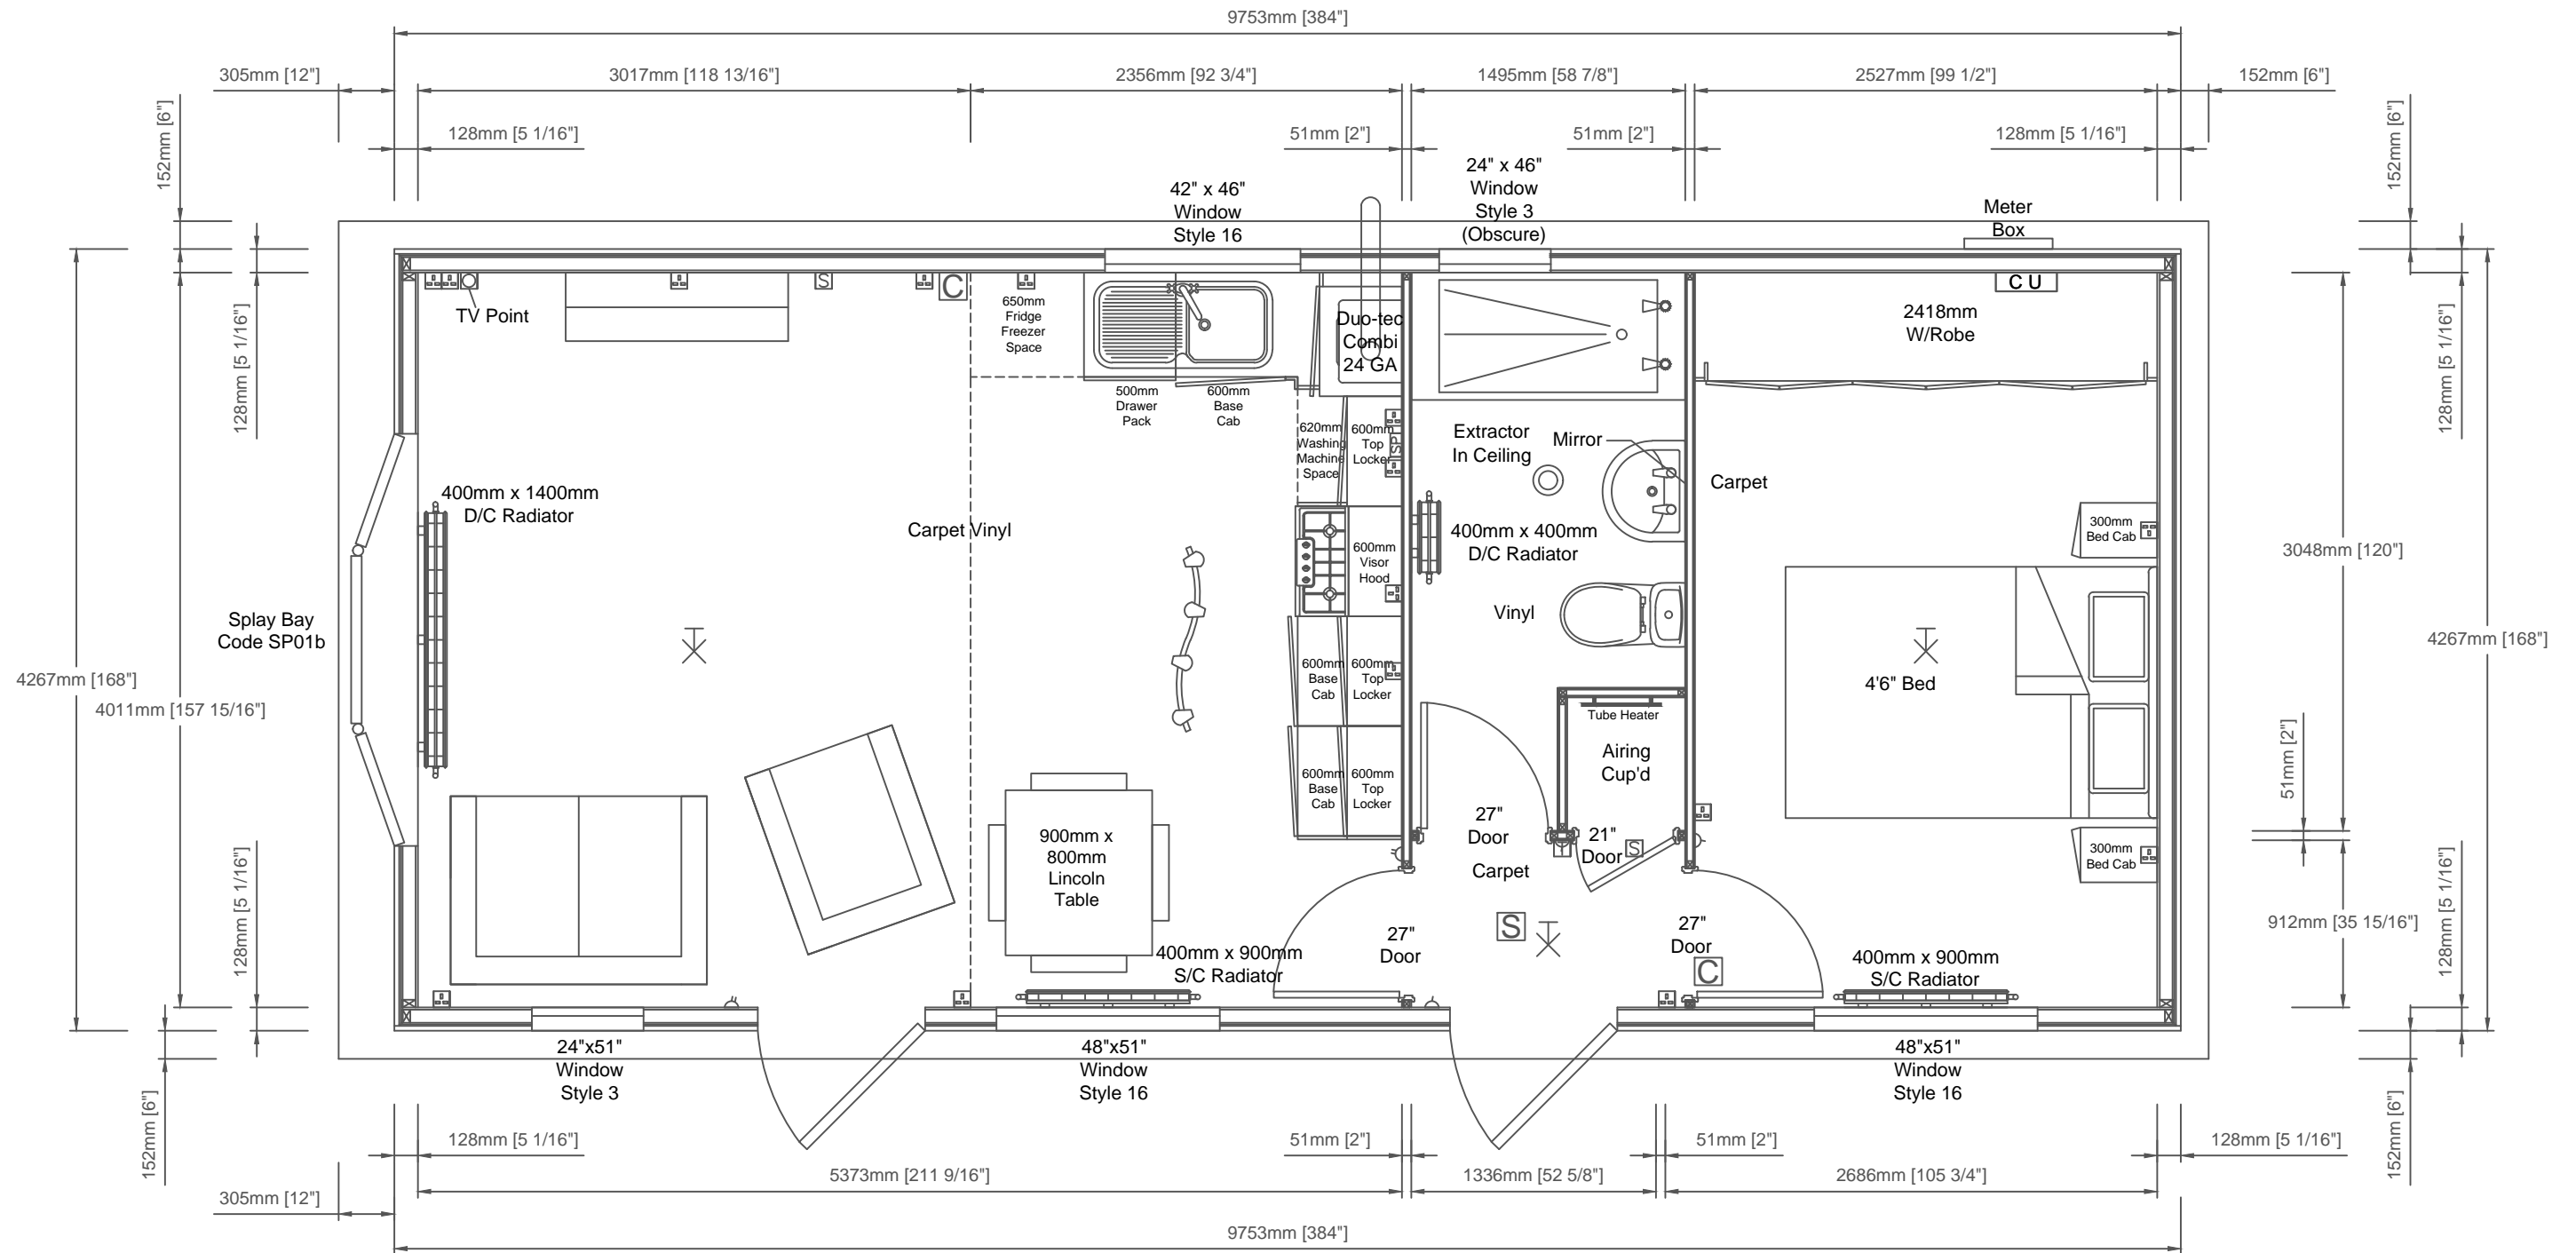 9753mm [384"]
305mm [12"]
3017mm [118 13/16"]
2356mm [92 3/4"]
1495mm [58 7/8"]
2527mm [99 1/2"]
152mm [6"]
152mm [6"]
128mm [5 1/16"]
51mm [2"]
51mm [2"]
128mm [5 1/16"]
152mm [6"]
42" x 46"
Window
Style 16
24" x 46"
Window
Style 3
(Obscure)
Meter
Box
TV Point
S
C
650mm
Fridge
Freezer
Space
Duo-tec
Combi
24 GA
C U
2418mm
W/Robe
128mm [5 1/16"]
128mm [5 1/16"]
500mm
Drawer
Pack
600mm
Base
Cab
620mm
Washing
Machine
Space
600mm
Top
Locker
ISP
Extractor
In Ceiling
Mirror
Carpet
400mm x 1400mm
D/C Radiator
Carpet Vinyl
600mm
Visor
Hood
400mm x 400mm
D/C Radiator
300mm
Bed Cab
3048mm [120"]
Splay Bay
Code SP01b
Vinyl
4267mm [168"]
4267mm [168"]
4011mm [157 15/16"]
600mm
Base
Cab
600mm
Top
Locker
4'6" Bed
Tube Heater
Airing
Cup'd
51mm [2"]
600mm
Base
Cab
600mm
Top
Locker
900mm x
800mm
Lincoln
Table
27"
Door
21"
Door
S
Carpet
300mm
Bed Cab
128mm [5 1/16"]
912mm [35 15/16"]
128mm [5 1/16"]
400mm x 900mm
S/C Radiator
27"
Door
S
27"
Door
C
400mm x 900mm
S/C Radiator
24"x51"
Window
Style 3
48"x51"
Window
Style 16
48"x51"
Window
Style 16
152mm [6"]
152mm [6"]
128mm [5 1/16"]
51mm [2"]
51mm [2"]
128mm [5 1/16"]
5373mm [211 9/16"]
1336mm [52 5/8"]
2686mm [105 3/4"]
305mm [12"]
9753mm [384"]